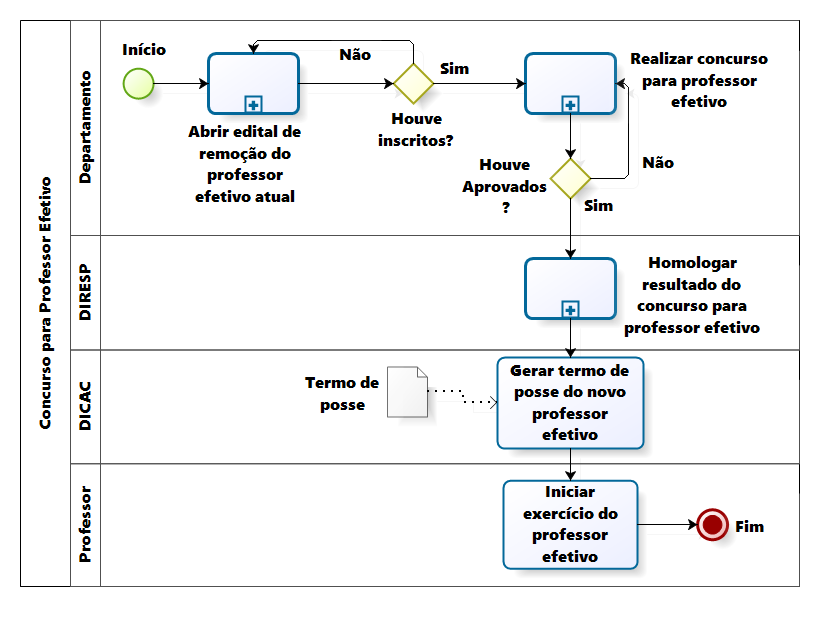 Concurso para Professor Efetivo
Departamento
Início
Abrir edital de
remoção do
professor
efetivo atual
Não
Sim
Houve
inscritos?
Realizar concurso
para professor
efetivo
Houve
Aprovados
?
Não
Sim
DIRESP
Homologar
resultado do
concurso para
professor efetivo
DICAC
Termo de
posse
Gerar termo de
posse do novo
professor
efetivo
Professor
Iniciar
exercício do
professor
efetivo
Fim